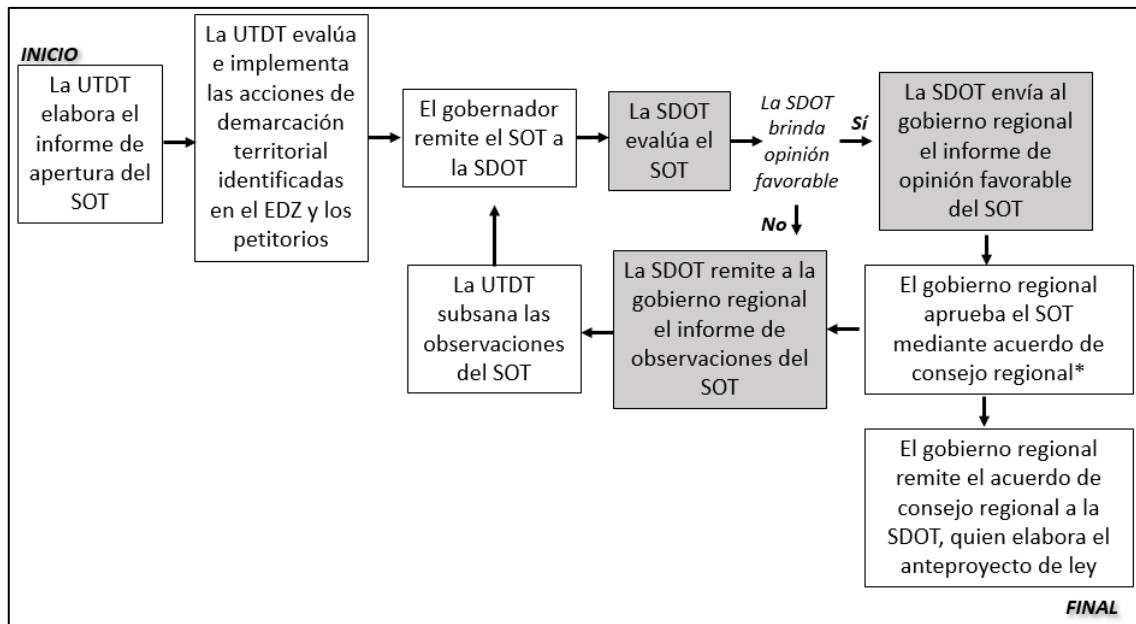 INICIO
La UTDT
elabora el
informe de
apertura del
SOT
La UTDT evalúa
e implementa
las acciones de
demarcación
territorial
identificadas
en el EDZ y los
petitorios
El gobernador
remite el SOT a
la SDOT
La SDOT
evalúa el
SOT
La SDOT
brinda
opinión
favorable
Sí
No
La SDOT envía al
gobierno regional
el informe de
opinión favorable
del SOT
La UTDT
subsana las
observaciones
del SOT
La SDOT remite a la
gobierno regional
el informe de
observaciones del
SOT
El gobierno regional
aprueba el SOT
mediante acuerdo de
consejo regional*
El gobierno regional
remite el acuerdo de
consejo regional a la
SDOT, quien elabora el
anteproyecto de ley
FINAL